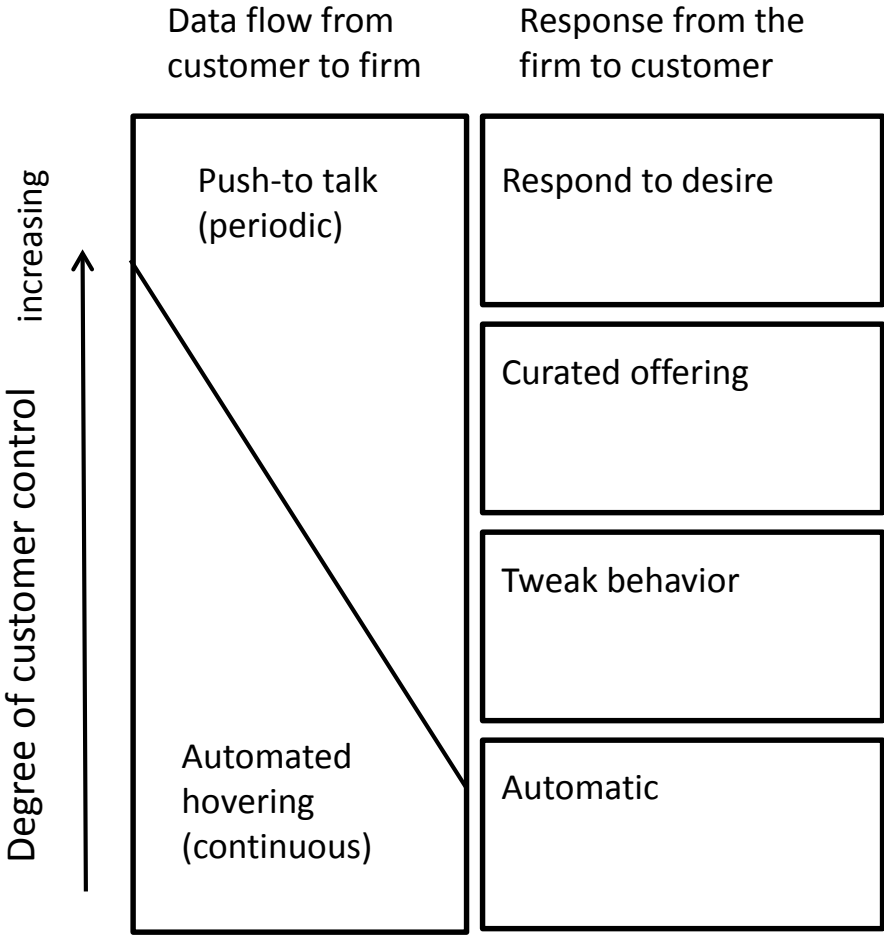 Data flow from
customer to firm
Response from the
firm to customer
Degree of customer control
increasing
Push-to talk
(periodic)
Automated
hovering
(continuous)
Respond to desire
Curated offering
Tweak behavior
Automatic